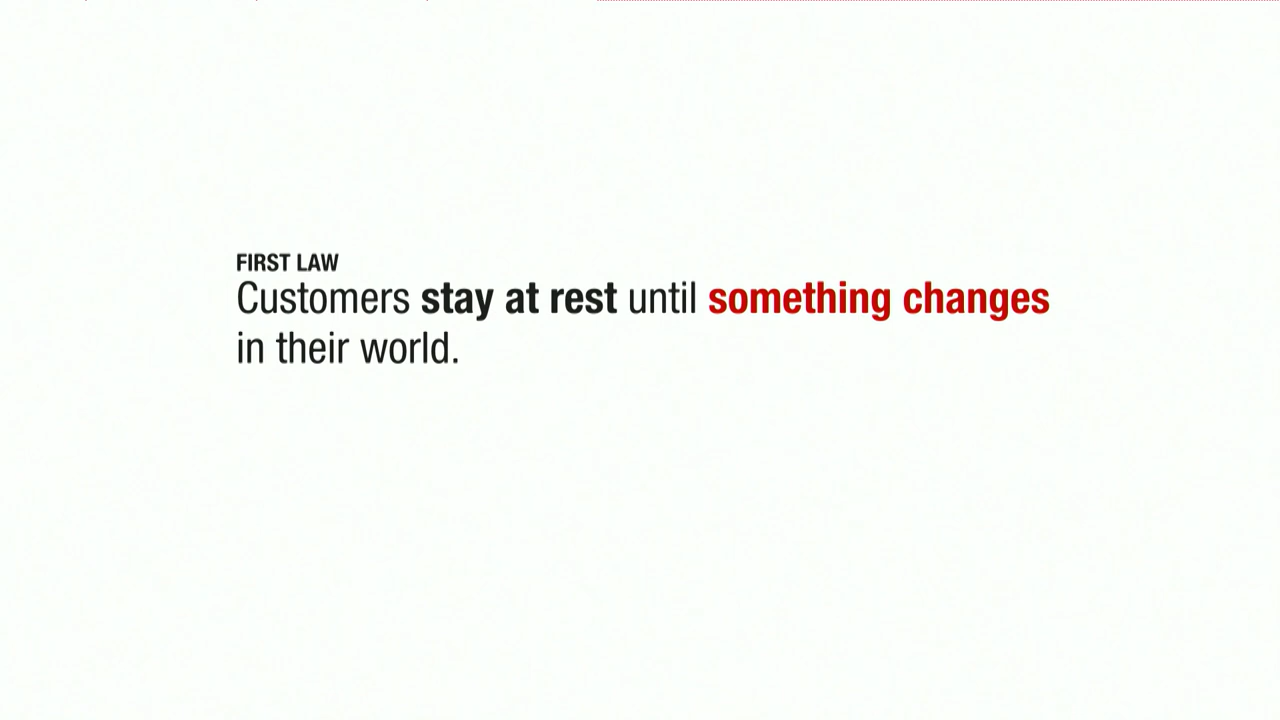 FIRST LAW
Customers stay at rest until something changes
in their world.